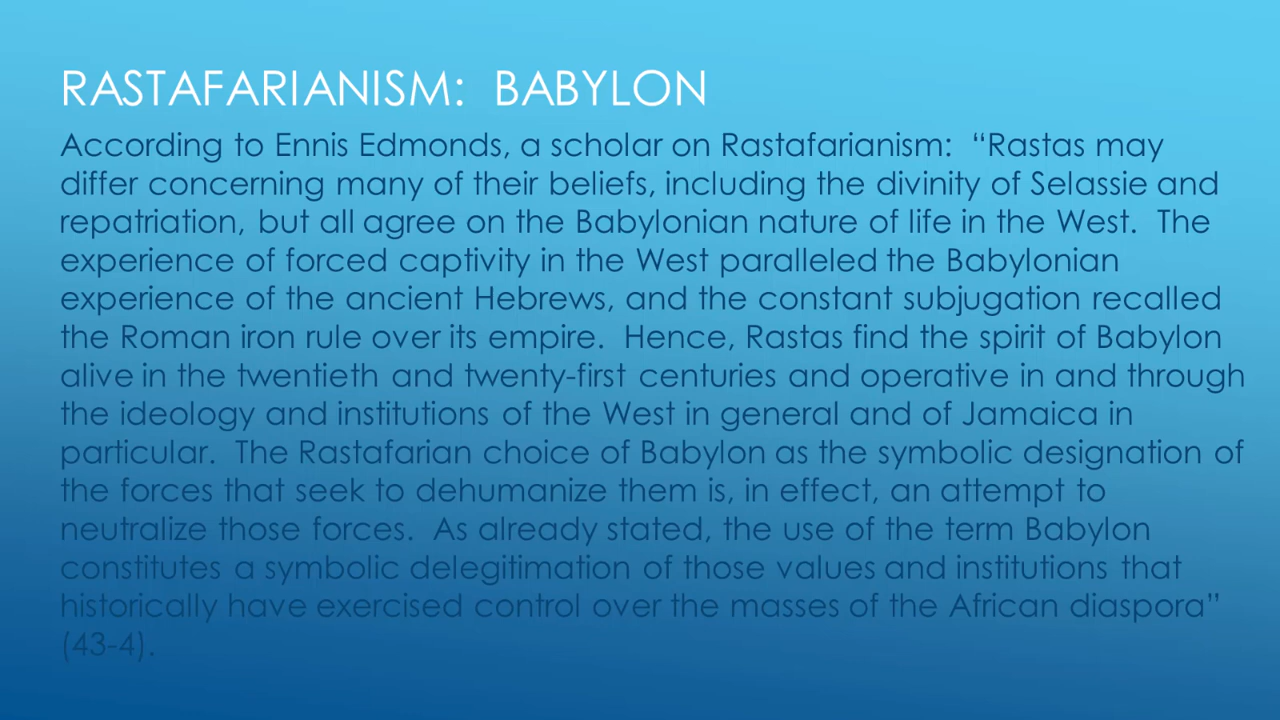 RASTAFARIANISM:  BABYLON
According to Ennis Edmonds, a scholar on Rastafarianism:  “Rastas may
differ concerning many of their beliefs, including the divinity of Selassie and
repatriation, but all agree on the Babylonian nature of life in the West.  The
experience of forced captivity in the West paralleled the Babylonian
experience of the ancient Hebrews, and the constant subjugation recalled
the Roman iron rule over its empire.  Hence, Rastas find the spirit of Babylon
alive in the twentieth and twenty-first centuries and operative in and through
the ideology and institutions of the West in general and of Jamaica in
particular.  The Rastafarian choice of Babylon as the symbolic designation of
the forces that seek to dehumanize them is, in effect, an attempt to
neutralize those forces.  As already stated, the use of the term Babylon
constitutes a symbolic delegitimation of those values and institutions that
historically have exercised control over the masses of the African diaspora”
(43-4).